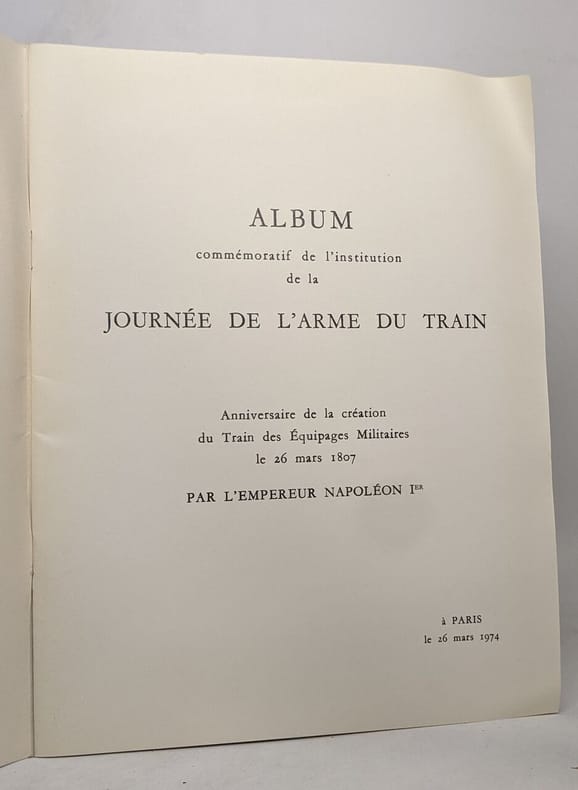 ALBUM
commémoratif de l'institution
de la
JOURNÉE DE L'ARME DU TRAIN
Anniversaire de la création
du Train des Équipages Militaires
le 26 mars 1807
PAR L'EMPEREUR NAPOLÉON IER
à PARIS
le 26 mars 1974